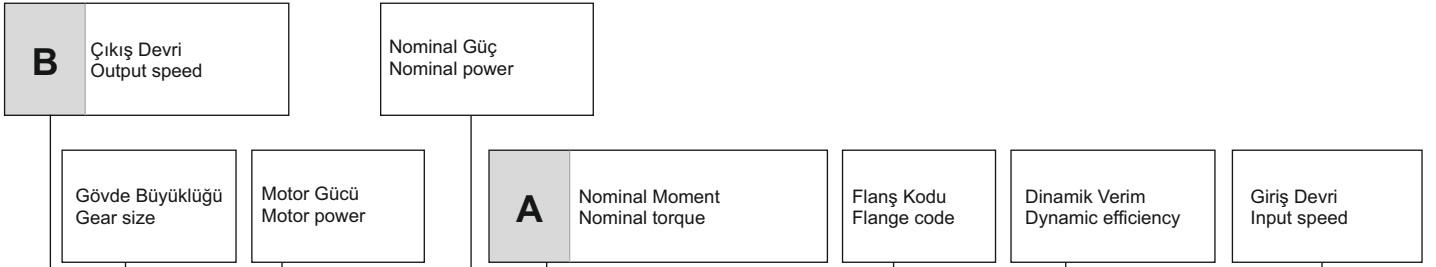 B
Çıkış Devri
Output speed
Nominal Güç
Nominal power
Gövde Büyüklüğü
Gear size
Motor Gücü
Motor power
A
Nominal Moment
Nominal torque
Flanş Kodu
Flange code
Dinamik Verim
Dynamic efficiency
Giriş Devri
Input speed